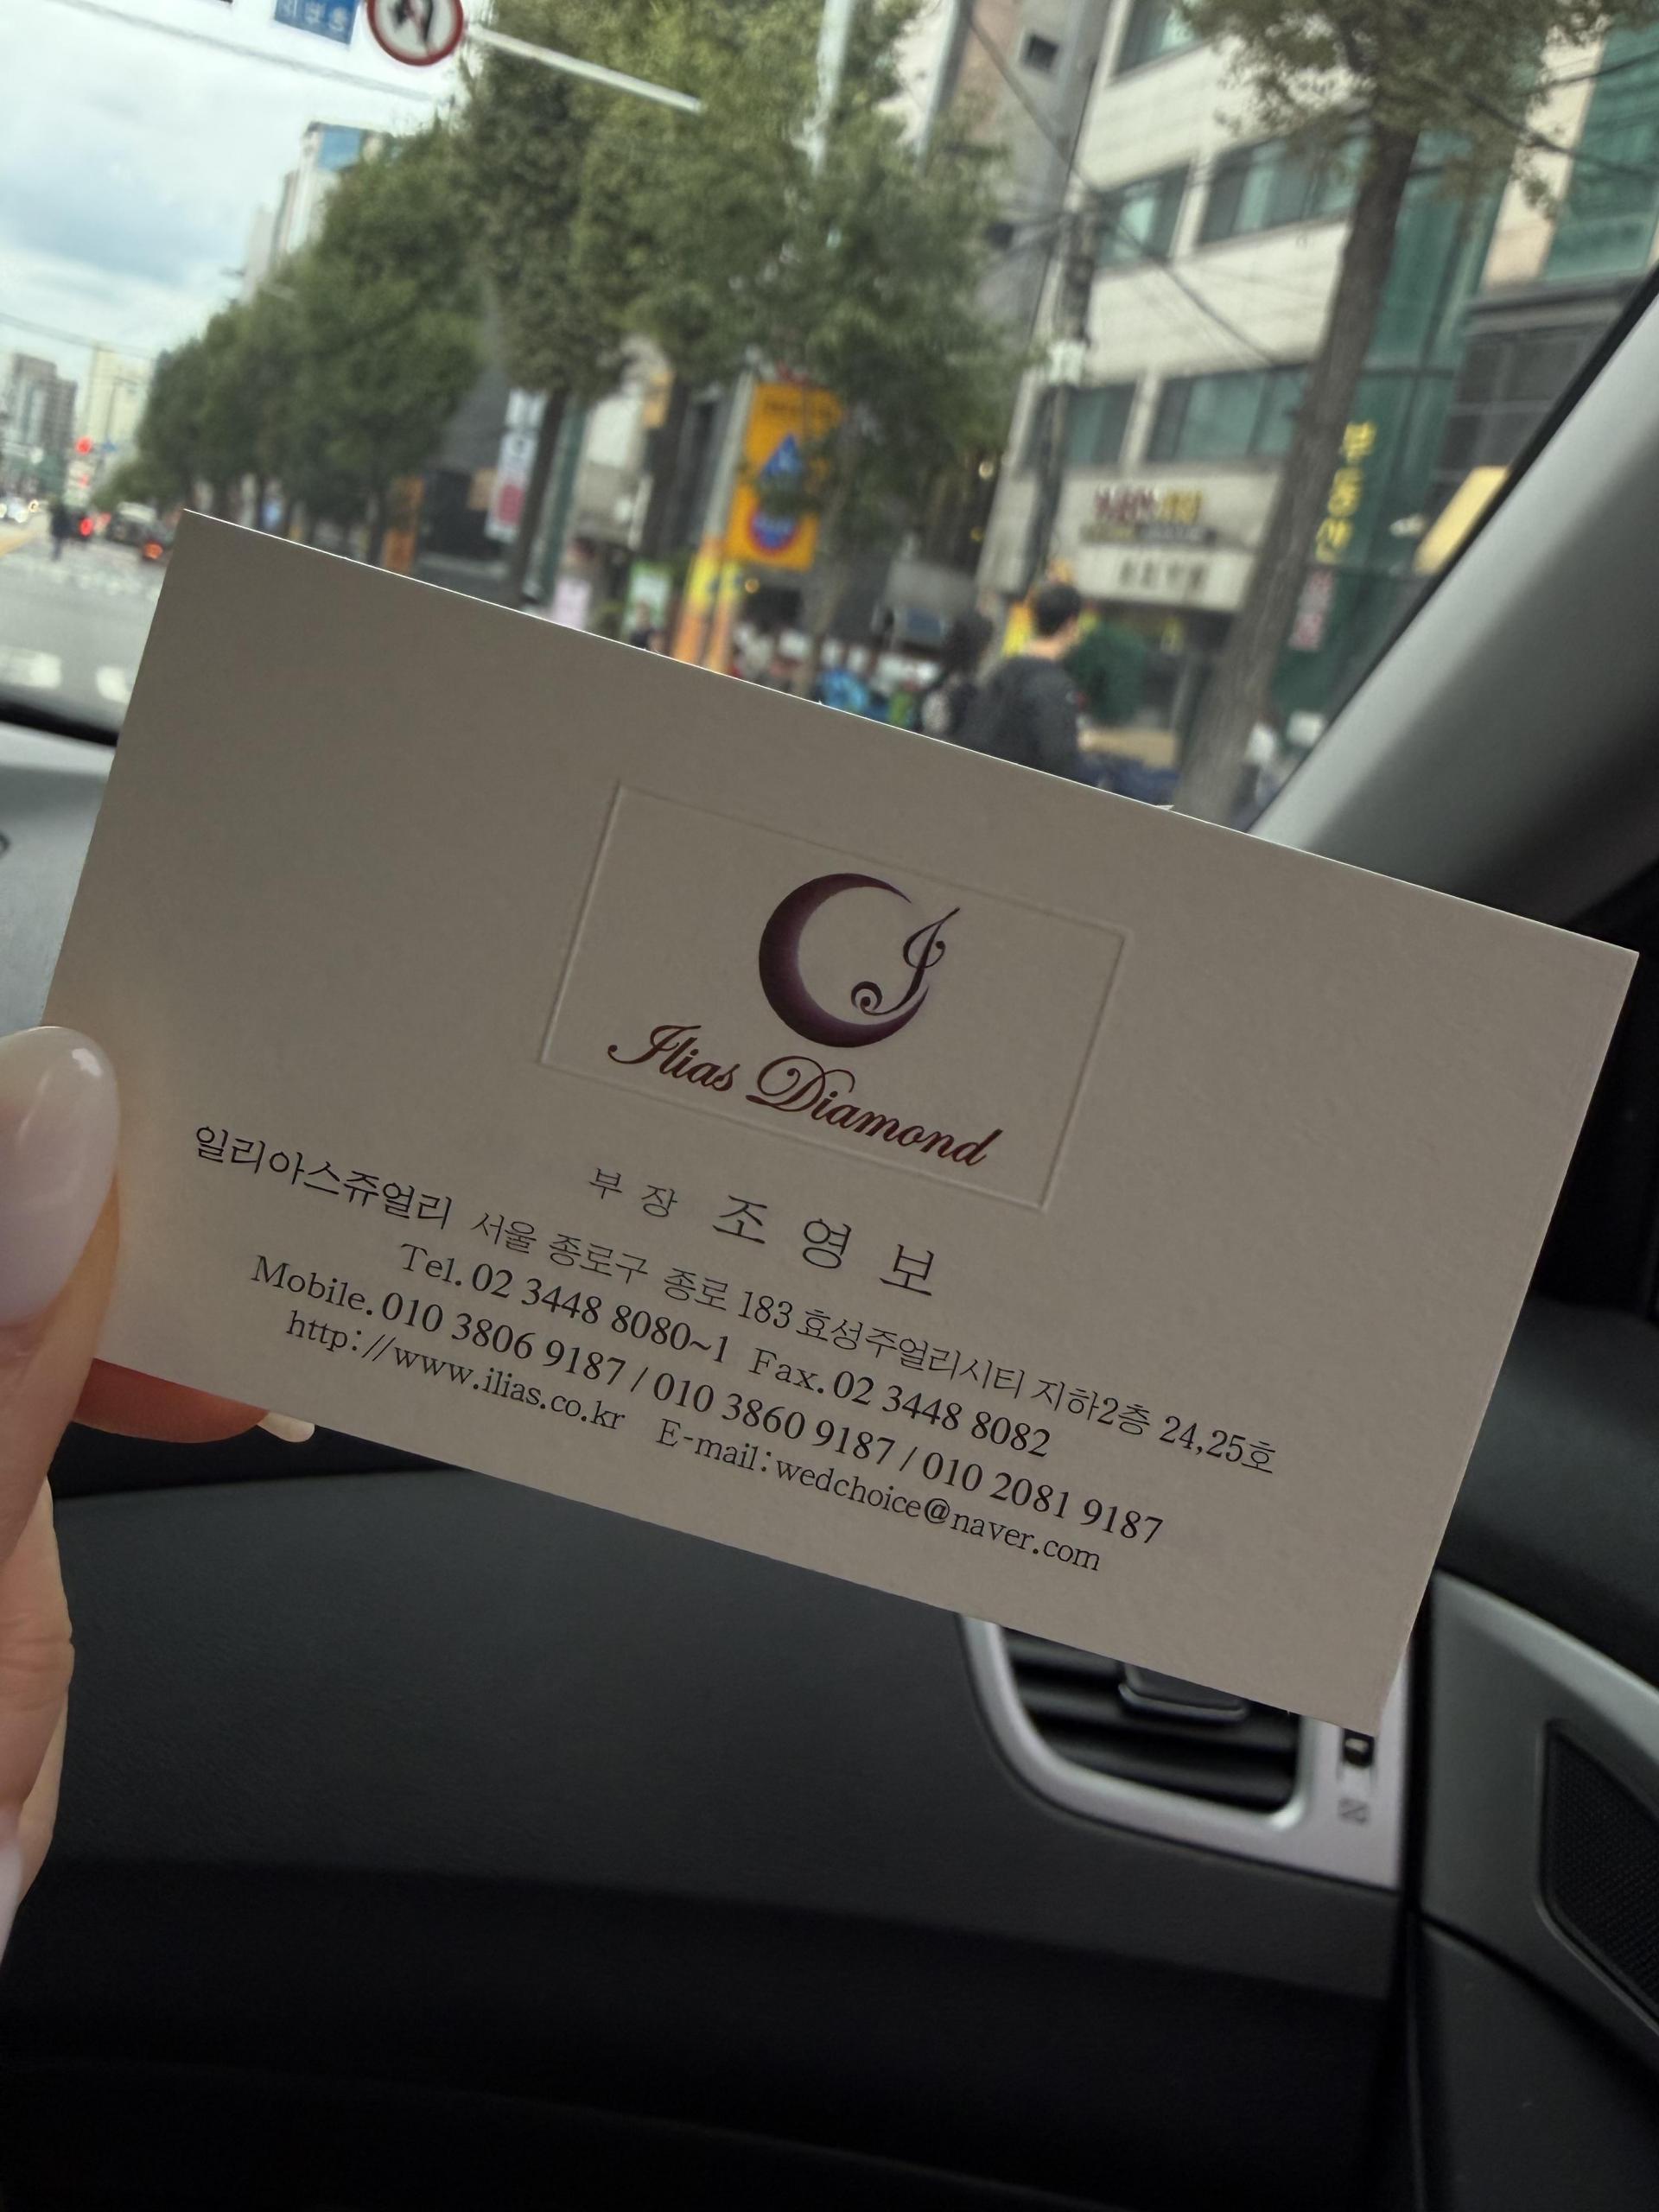 Ilias Diamond
부 장 조 영 보
일리아스쥬얼리 서울 종로구 종로 183 효성주얼리시티 지하2층 24,25호
Tel. 02 3448 8080~1 Fax. 02 3448 8082
Mobile. 010 3806 9187 / 010 3860 9187 / 010 2081 9187
http://www.ilias.co.kr E-mail:wedchoice@naver.com
부동산